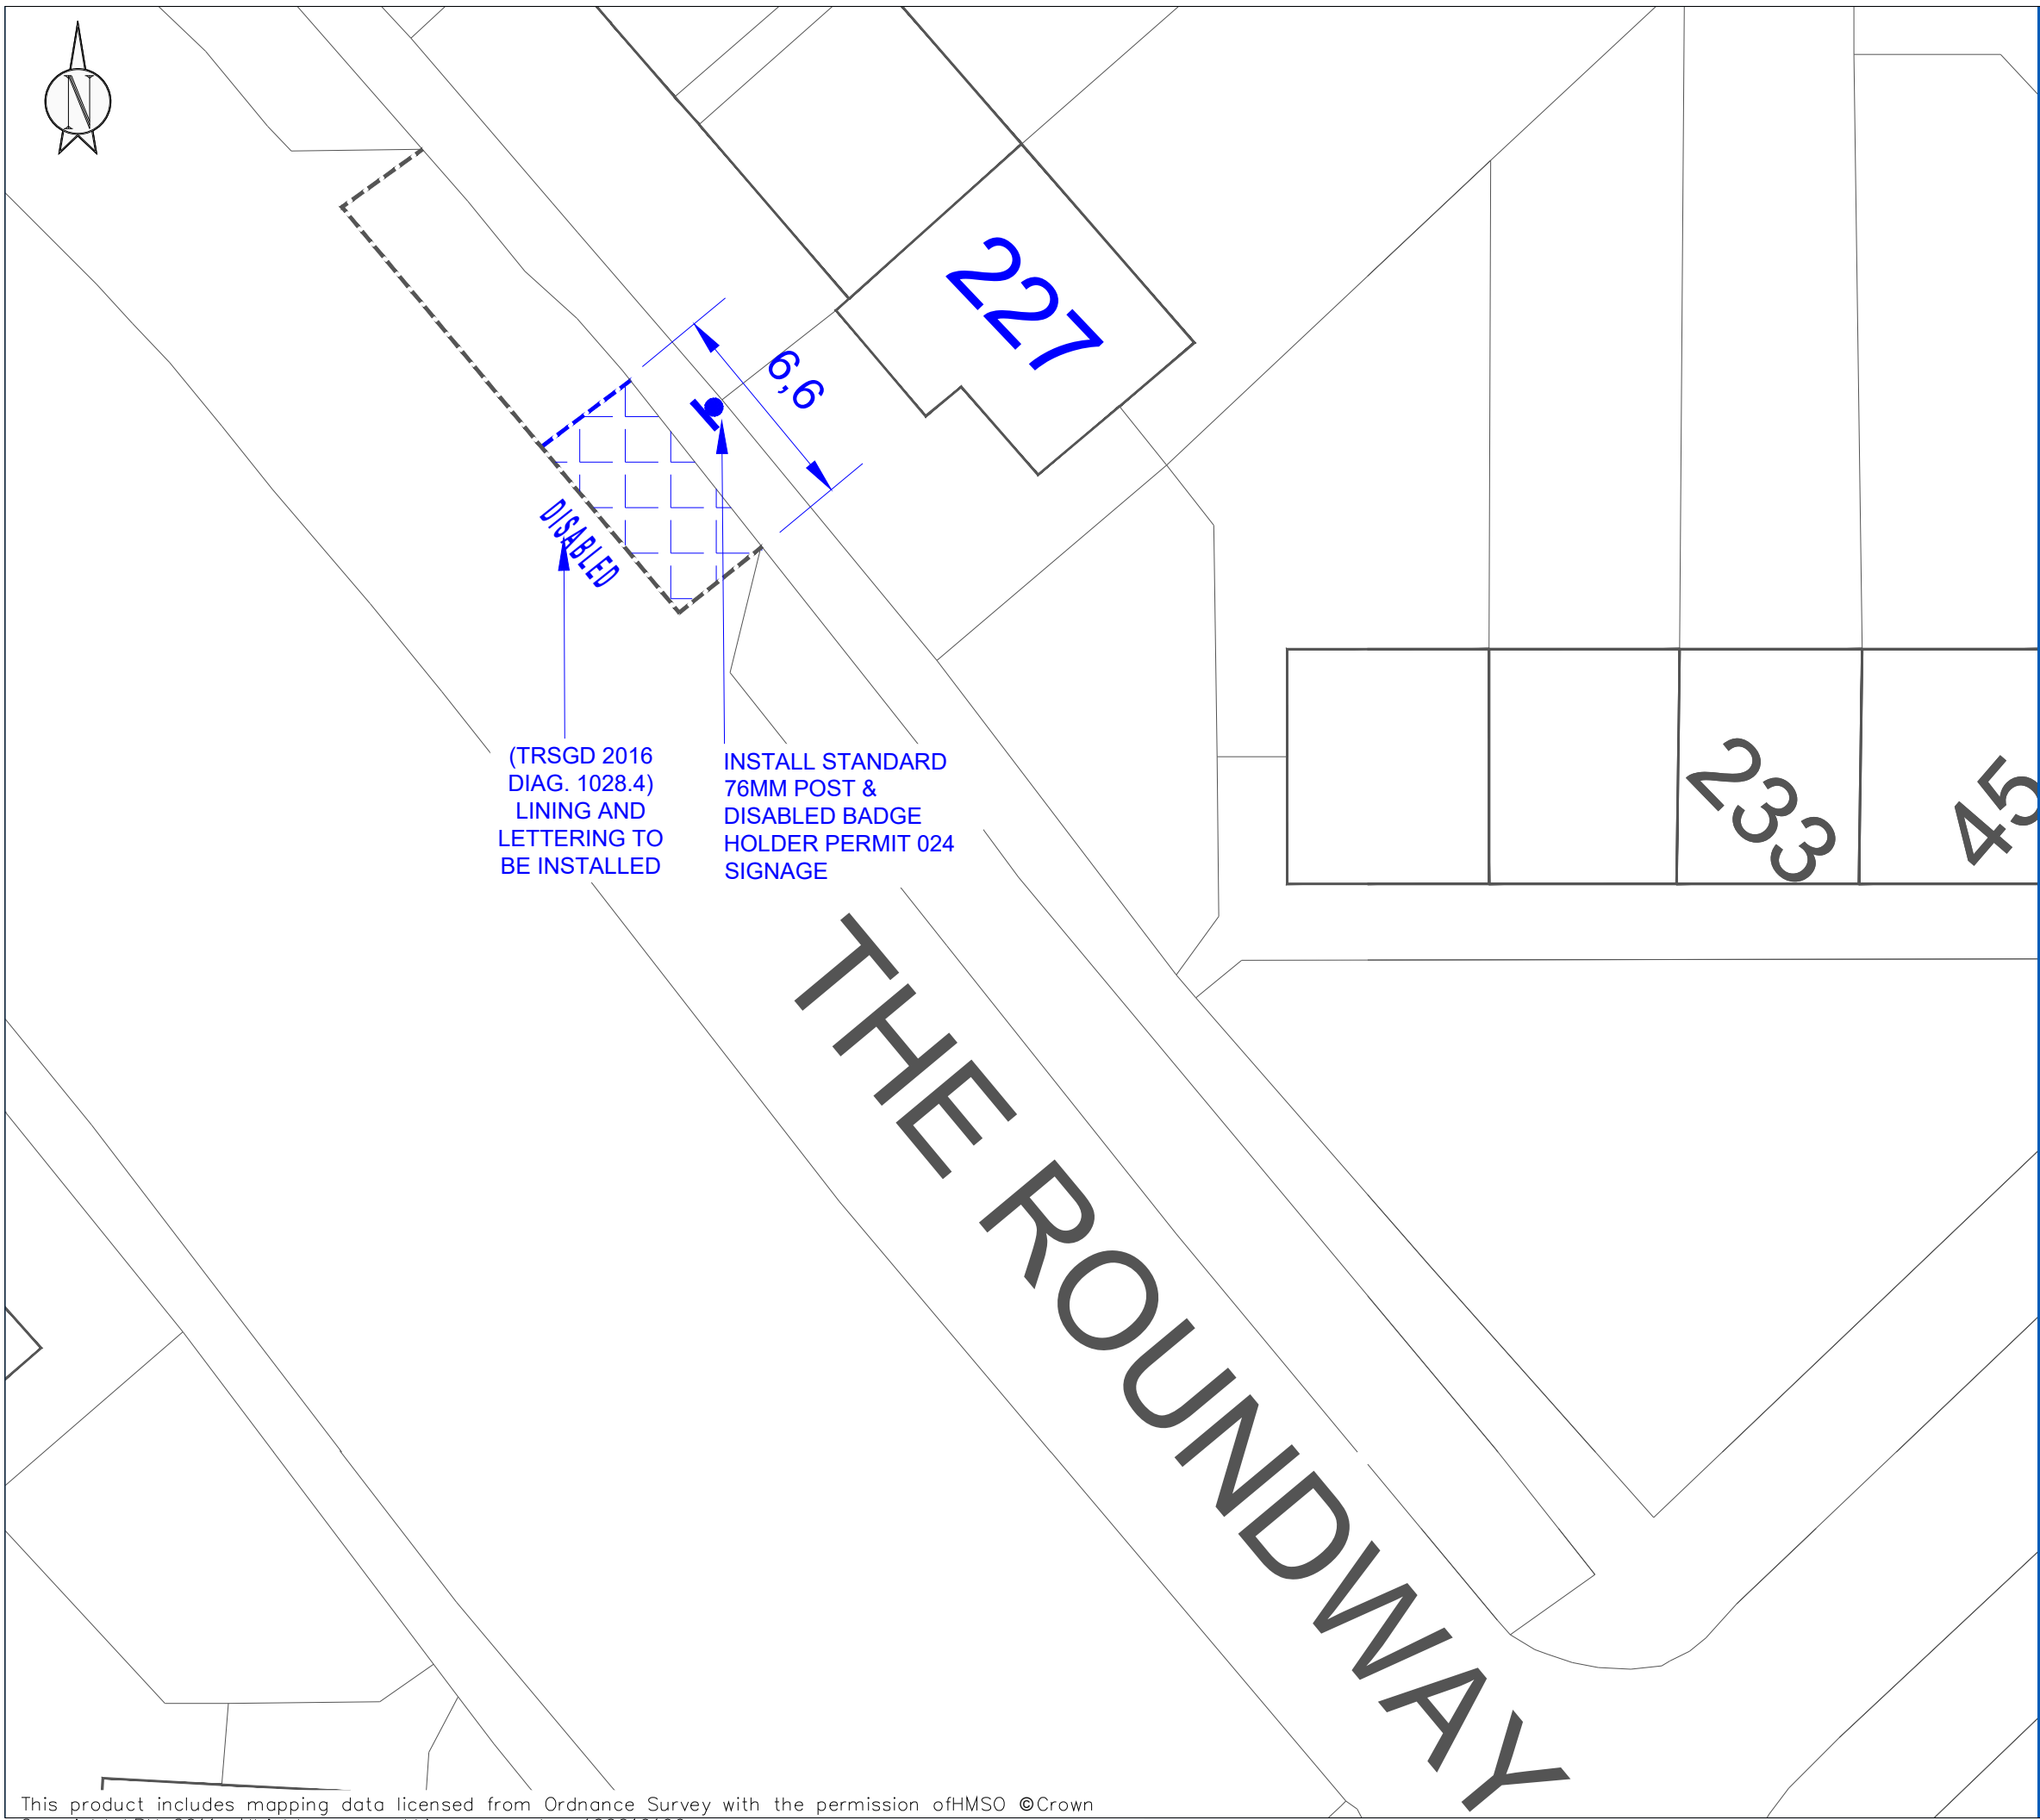 N
227
6,6
DISABLED
(TRSGD 2016
DIAG. 1028.4)
LINING AND
LETTERING TO
BE INSTALLED
INSTALL STANDARD
76MM POST &
DISABLED BADGE
HOLDER PERMIT 024
SIGNAGE
233
45
THE ROUNDWAY
This product includes mapping data licensed from Ordnance Survey with the permission ofHMSO ©Crown